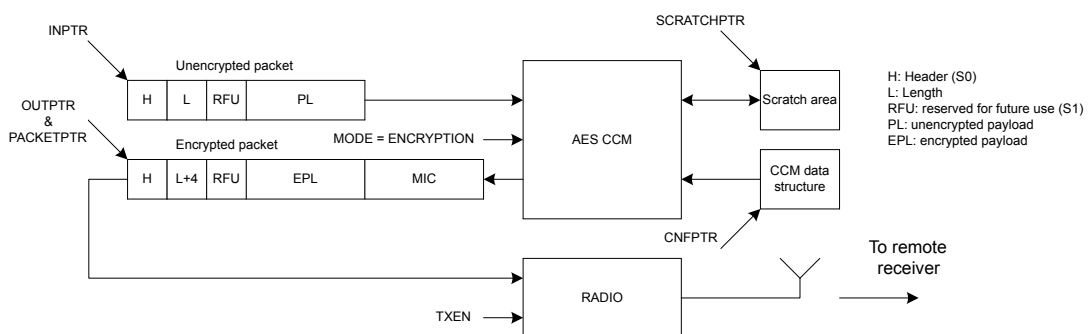 SCRATCHPTR
INPTR
Unencrypted packet
H L RFU PL
OUTPTR
&
PACKETPTR
MODE = ENCRYPTION
Encrypted packet
H L+4 RFU EPL MIC
AES CCM
Scratch area
CCM data
structure
CNFPTR
H: Header (S0)
L: Length
RFU: reserved for future use (S1)
PL: unencrypted payload
EPL: encrypted payload
To remote
receiver
RADIO
TXEN